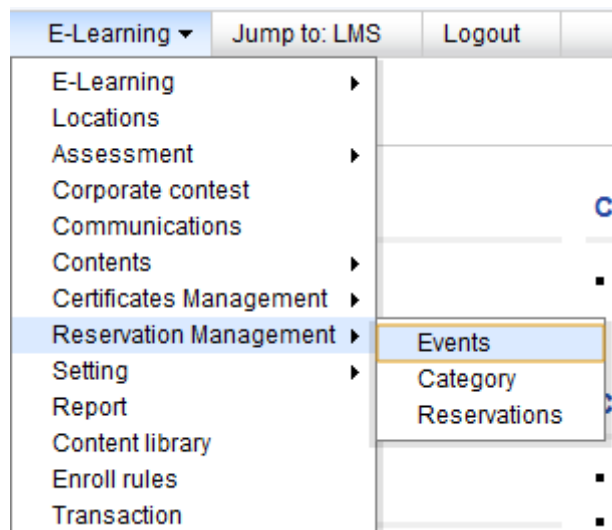 E-Learning Jump to: LMS Logout
E-Learning
Locations
Assessment
Corporate contest
Communications
Contents
Certificates Management
Reservation Management
Events
Setting
Category
Report
Reservations
Content library
Enroll rules
Transaction